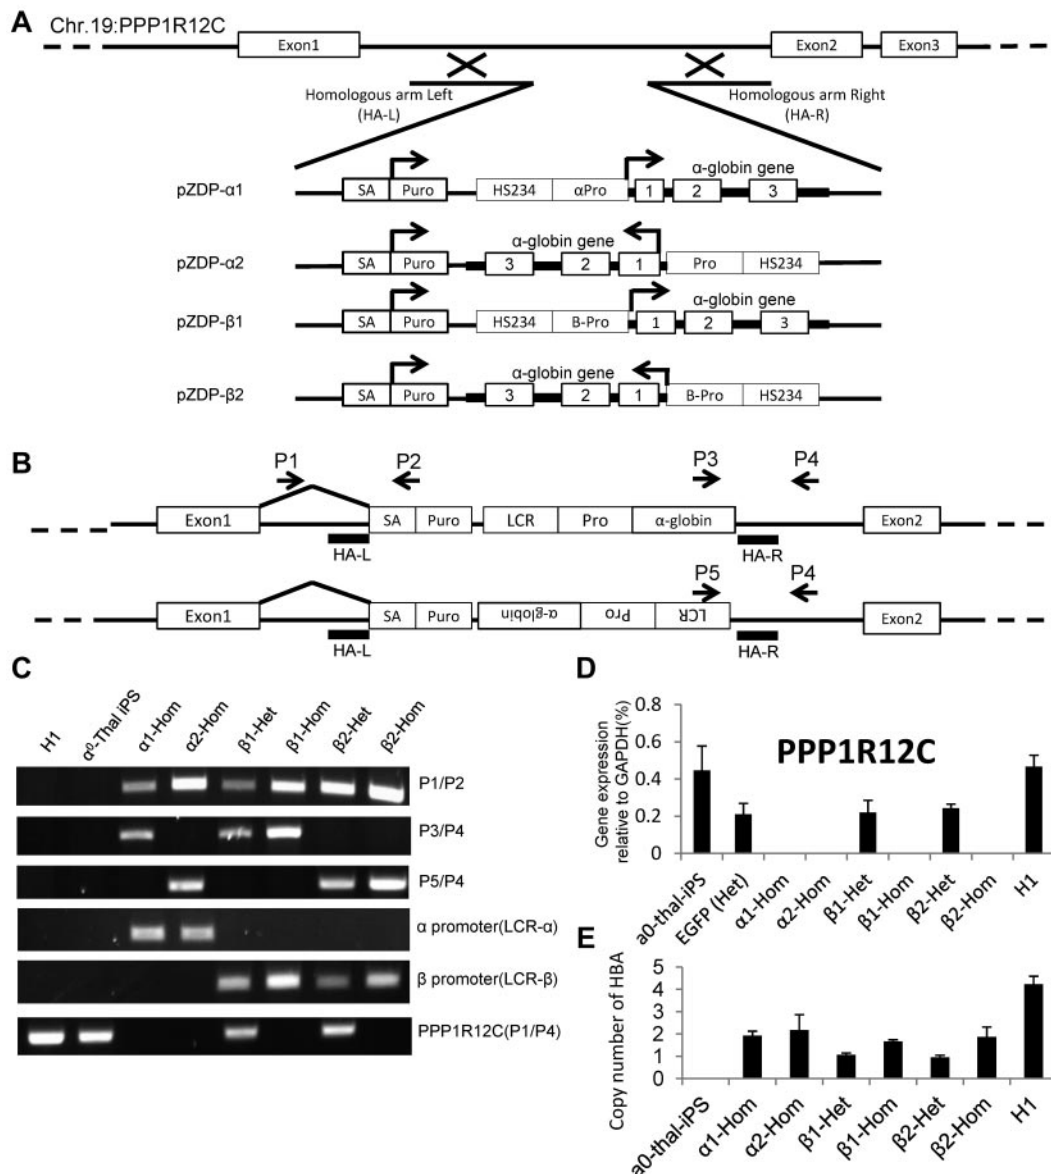 A
Chr.19:PPP1R12C
Exon1
Exon2
Exon3
Homologous arm Left
(HA-L)
Homologous arm Right
(HA-R)
pZDP-α1
SA
Puro
HS234
αPro
α-globin gene
1
2
3
pZDP-α2
SA
Puro
α-globin gene
3
2
1
Pro
HS234
pZDP-β1
SA
Puro
HS234
B-Pro
α-globin gene
1
2
3
pZDP-β2
SA
Puro
α-globin gene
3
2
1
B-Pro
HS234
B
P1
P2
P3
P4
Exon1
SA
Puro
LCR
Pro
α-globin
Exon2
HA-L
HA-R
P5
P4
Exon1
SA
Puro
α-globin
Pro
LCR
Exon2
HA-L
HA-R
C
H1
α⁰-Thal iPS
α1-Hom
α2-Hom
β1-Het
β1-Hom
β2-Het
β2-Hom
P1/P2
P3/P4
P5/P4
α promoter(LCR-α)
β promoter(LCR-β)
PPP1R12C(P1/P4)
D
PPP1R12C
Gene expression
relative to GAPDH(%)
0.8
0.6
0.4
0.2
0
a0-thal-iPS
EGFP (Het)
α1-Hom
α2-Hom
β1-Het
β1-Hom
β2-Het
β2-Hom
H1
E
Copy number of HBA
5
4
3
2
1
0
a0-thal-iPS
α1-Hom
α2-Hom
β1-Het
β1-Hom
β2-Het
β2-Hom
H1